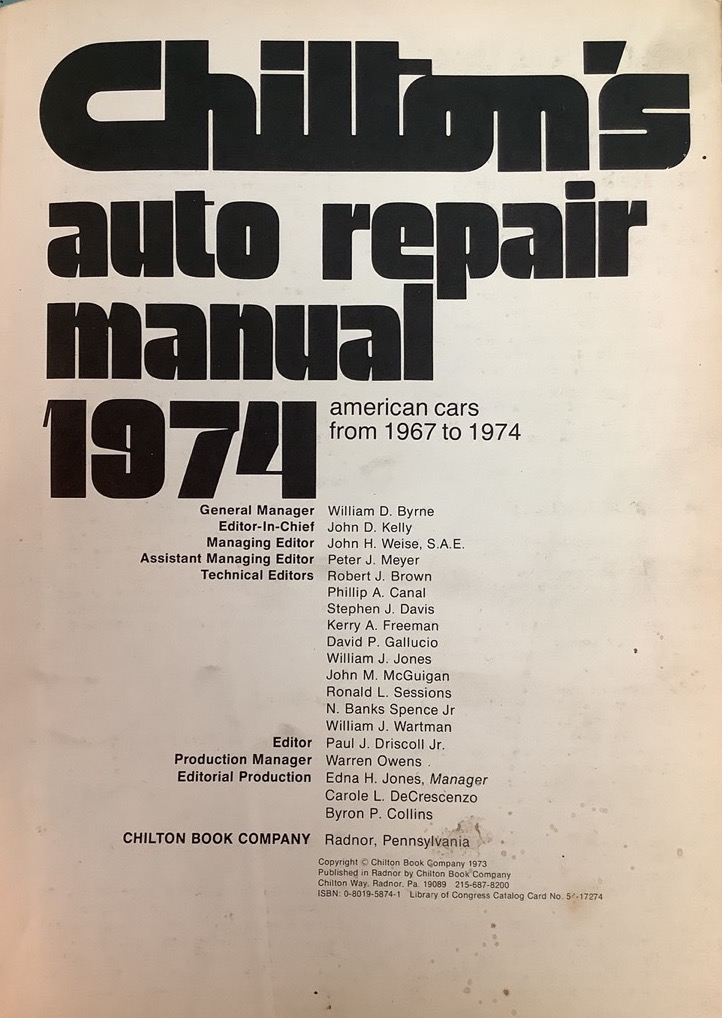 Chilton's
auto repair
manual
1974 american cars
from 1967 to 1974
General Manager William D. Byrne
Editor-In-Chief John D. Kelly
Managing Editor John H. Weise, S.A.E.
Assistant Managing Editor Peter J. Meyer
Technical Editors Robert J. Brown
Phillip A. Canal
Stephen J. Davis
Kerry A. Freeman
David P. Gallucio
William J. Jones
John M. McGuigan
Ronald L. Sessions
N. Banks Spence Jr
William J. Wartman
Editor Paul J. Driscoll Jr.
Production Manager Warren Owens
Editorial Production Edna H. Jones, Manager
Carole L. DeCrescenzo
Byron P. Collins
CHILTON BOOK COMPANY Radnor, Pennsylvania
Copyright © Chilton Book Company 1973
Published in Radnor by Chilton Book Company
Chilton Way, Radnor, Pa. 19089 215-687-8200
ISBN: 0-8019-5874-1 Library of Congress Catalog Card No.